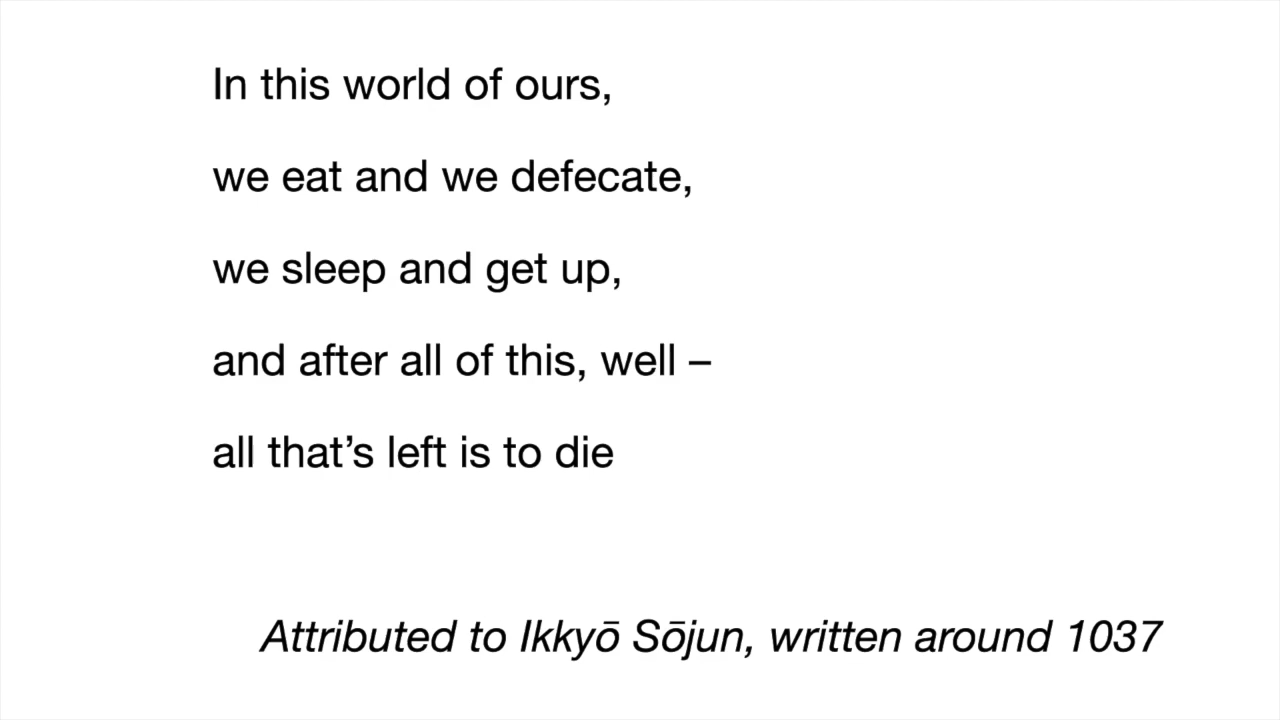 In this world of ours,
we eat and we defecate,
we sleep and get up,
and after all of this, well –
all that’s left is to die
Attributed to Ikkyō Sōjun, written around 1037